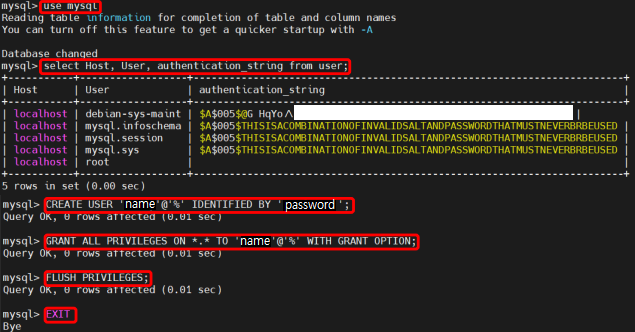 mysql> use mysql
Reading table information for completion of table and column names
You can turn off this feature to get a quicker startup with -A
Database changed
mysql> select Host, User, authentication_string from user;
+-----------+------------------+------------------------------------------------------------------------+
| Host | User | authentication_string |
+-----------+------------------+------------------------------------------------------------------------+
| localhost | debian-sys-maint | $A$005$@G HqYo/\ |
| localhost | mysql.infoschema | $A$005$THISISACOMBINATIONOFINVALIDSALTANDPASSWORDTHATMUSTNEVERBRBEUSED |
| localhost | mysql.session | $A$005$THISISACOMBINATIONOFINVALIDSALTANDPASSWORDTHATMUSTNEVERBRBEUSED |
| localhost | mysql.sys | $A$005$THISISACOMBINATIONOFINVALIDSALTANDPASSWORDTHATMUSTNEVERBRBEUSED |
| localhost | root | |
+-----------+------------------+------------------------------------------------------------------------+
5 rows in set (0.00 sec)
mysql> CREATE USER 'name'@'%' IDENTIFIED BY 'password';
Query OK, 0 rows affected (0.01 sec)
mysql> GRANT ALL PRIVILEGES ON *.* TO 'name'@'%' WITH GRANT OPTION;
Query OK, 0 rows affected (0.01 sec)
mysql> FLUSH PRIVILEGES;
Query OK, 0 rows affected (0.01 sec)
mysql> EXIT
Bye